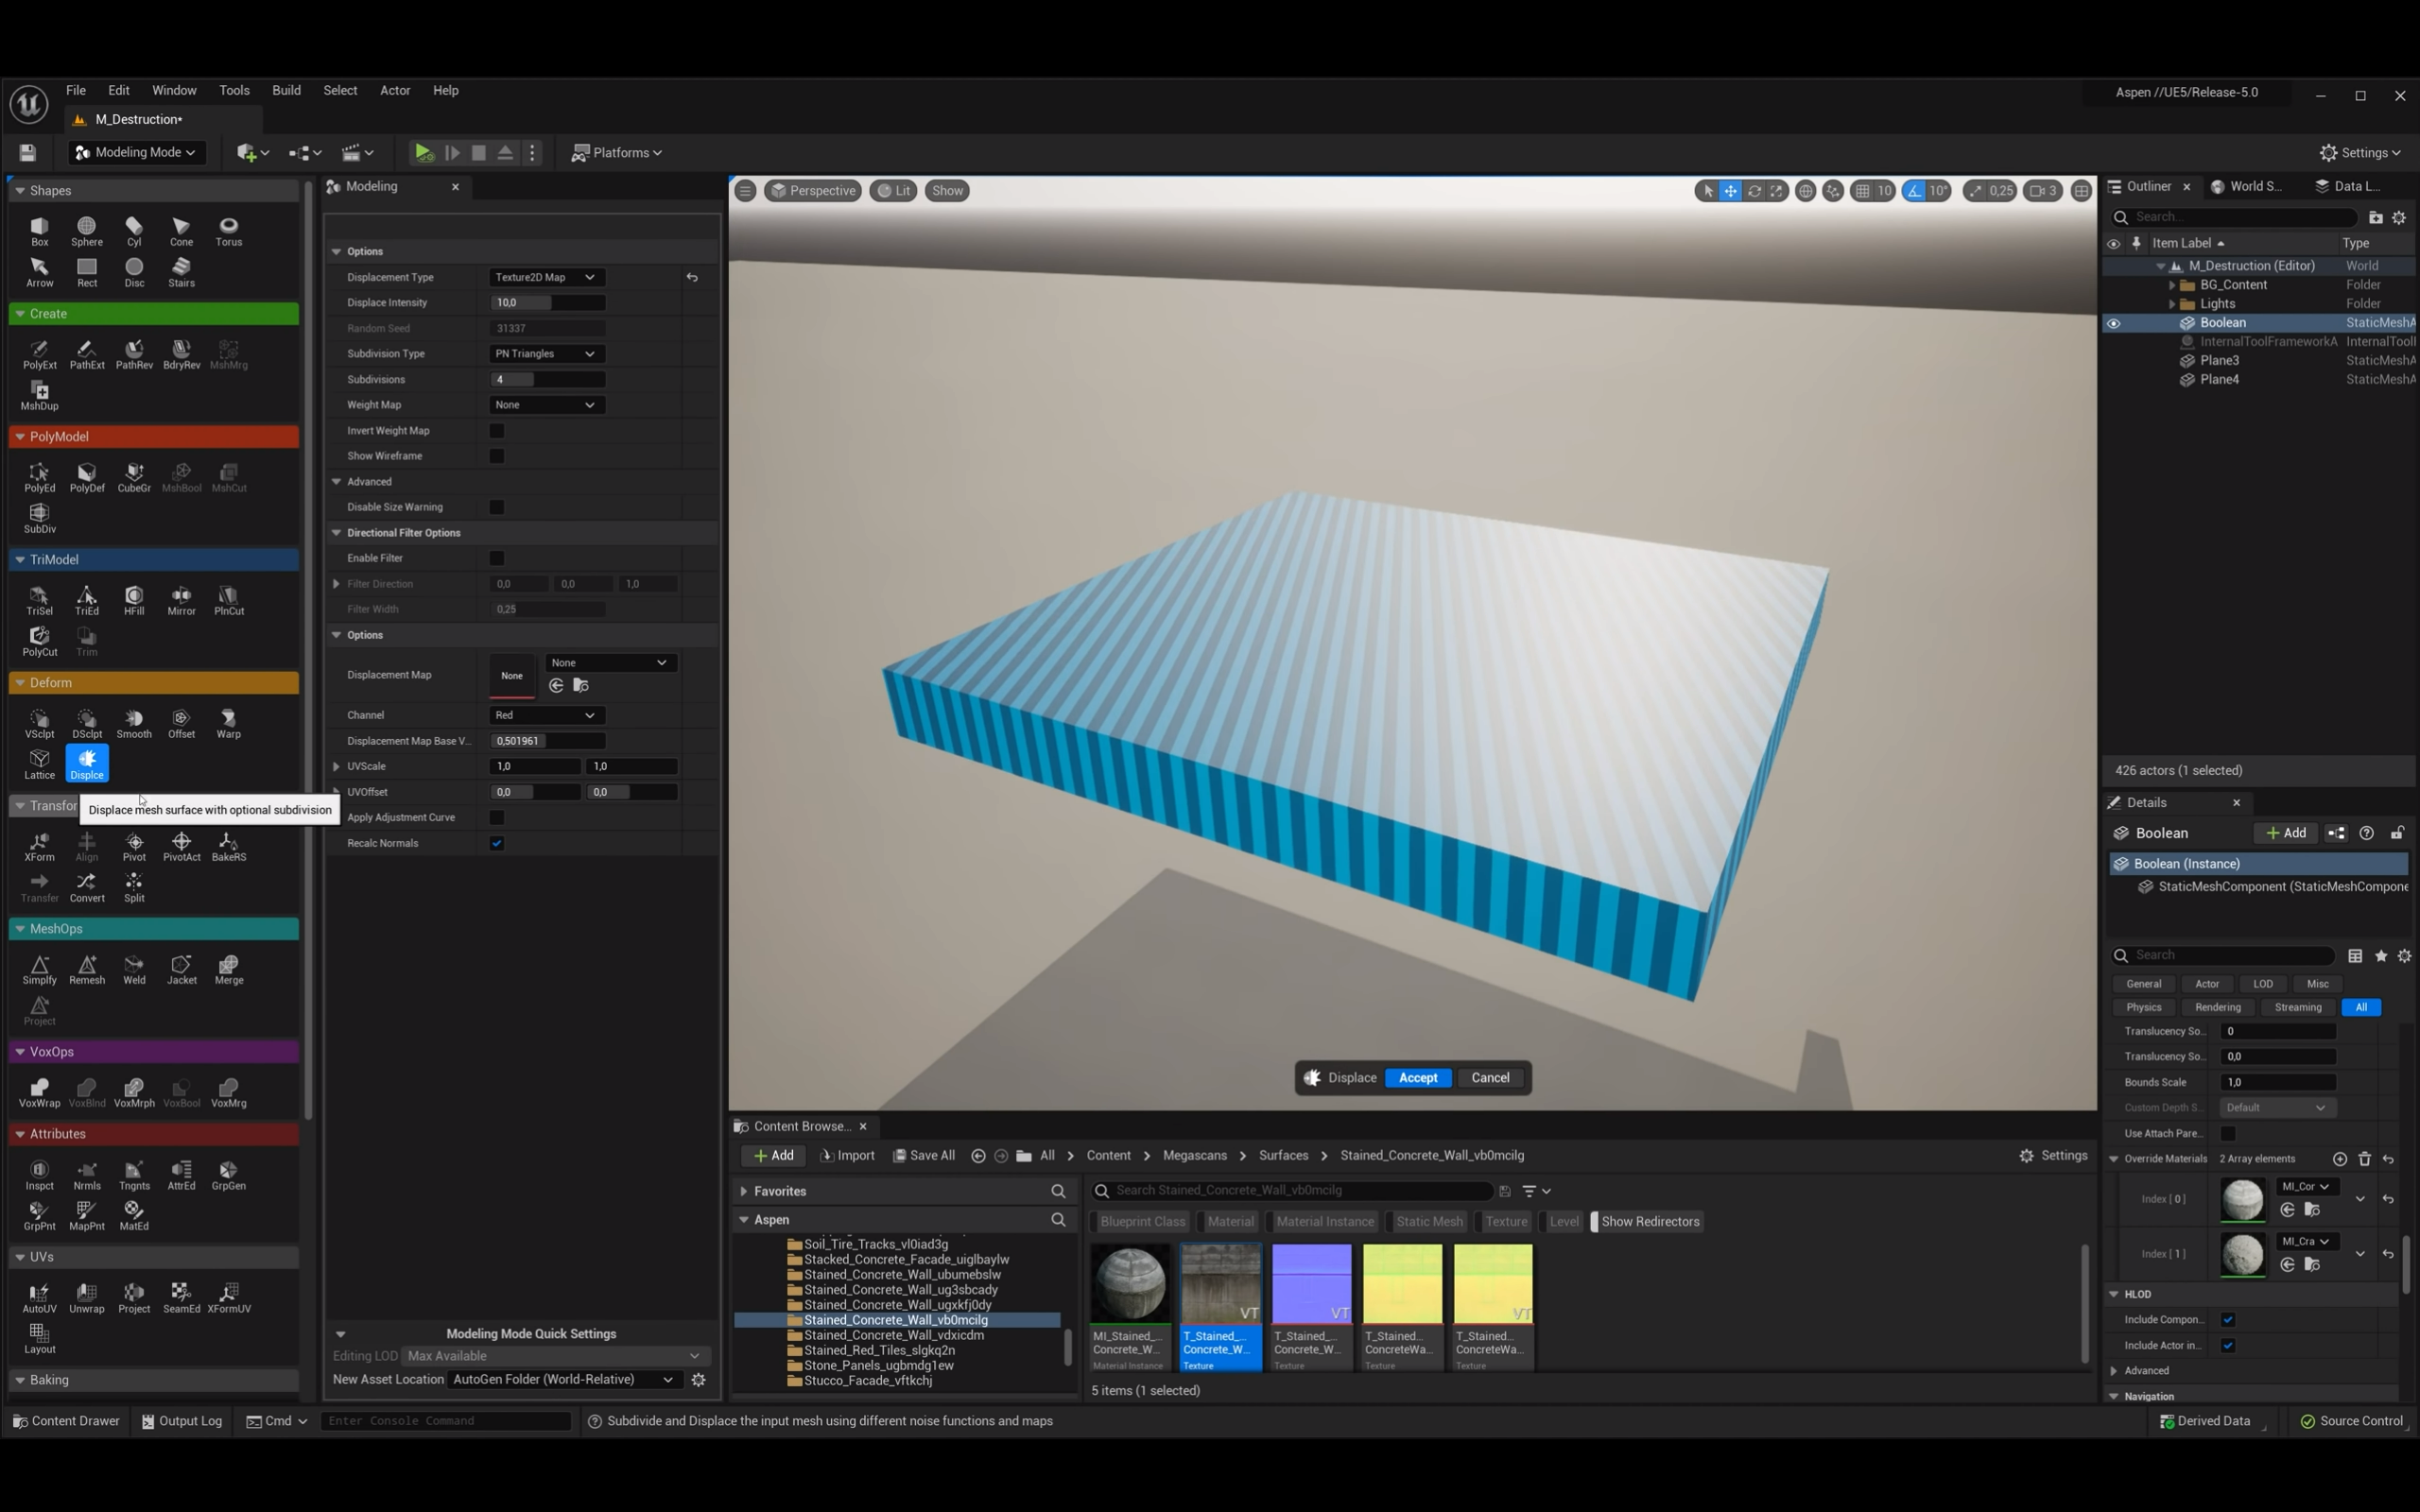 File Edit Window Tools Build Select Actor Help
Aspen //UE5/Release-5.0
M_Destruction*
Modeling Mode
Platforms
Settings
Shapes
Box Sphere Cyl Cone Torus
Arrow Rect Disc Stairs
Create
PolyExt PathExt PathRev BdryRev MshMrg
MshDup
PolyModel
PolyEd PolyDef CubeGr MshBool MshCut
SubDiv
TriModel
TriSel TriEd HFill Mirror PlnCut
PolyCut Trim
Deform
VSclpt DSclpt Smooth Offset Warp
Lattice Displce
Transfor
Displace mesh surface with optional subdivision
XForm Align Pivot PivotAct BakeRS
Transfer Convert Split
MeshOps
Simplfy Remesh Weld Jacket Merge
Project
VoxOps
VoxWrap VoxBlnd VoxMrph VoxBool VoxMrg
Attributes
Inspct Nrmls Tngnts AttrEd GrpGen
GrpPnt MapPnt MatEd
UVs
AutoUV Unwrap Project SeamEd XFormUV
Layout
Baking
Modeling
Options
Displacement Type Texture2D Map
Displace Intensity 10,0
Random Seed 31337
Subdivision Type PN Triangles
Subdivisions 4
Weight Map None
Invert Weight Map
Show Wireframe
Advanced
Disable Size Warning
Directional Filter Options
Enable Filter
Filter Direction 0,0 0,0 1,0
Filter Width 0,25
Options
Displacement Map None None
Channel Red
Displacement Map Base V... 0,501961
UVScale 1,0 1,0
UVOffset 0,0 0,0
Apply Adjustment Curve
Recalc Normals
Modeling Mode Quick Settings
Editing LOD Max Available
New Asset Location AutoGen Folder (World-Relative)
Perspective Lit Show
10 10° 0,25 3
Displace Accept Cancel
Content Browse...
Add Import Save All All Content Megascans Surfaces Stained_Concrete_Wall_vb0mcilg
Settings
Favorites
Aspen
Soil_Tire_Tracks_vl0iad3g
Stacked_Concrete_Facade_uiglbaylw
Stained_Concrete_Wall_ubumebslw
Stained_Concrete_Wall_ug3sbcady
Stained_Concrete_Wall_ugxkfj0dy
Stained_Concrete_Wall_vb0mcilg
Stained_Concrete_Wall_vdxicdm
Stained_Red_Tiles_slgkq2n
Stone_Panels_ugbmdg1ew
Stucco_Facade_vftkchj
Search Stained_Concrete_Wall_vb0mcilg
Blueprint Class Material Material Instance Static Mesh Texture Level Show Redirectors
VT VT VT
MI_Stained_... T_Stained_... T_Stained_... T_Stained_ T_Stained_
Concrete_W... Concrete_W... Concrete_W... ConcreteWa... ConcreteWa...
Material Instance Texture Texture Texture Texture
5 items (1 selected)
Outliner World S... Data L...
Search...
Item Label Type
M_Destruction (Editor) World
BG_Content Folder
Lights Folder
Boolean StaticMeshA
InternalToolFrameworkA InternalTool
Plane3 StaticMeshA
Plane4 StaticMeshA
426 actors (1 selected)
Details
Boolean Add
Boolean (Instance)
StaticMeshComponent (StaticMeshCompone
Search
General Actor LOD Misc
Physics Rendering Streaming All
Translucency So... 0
Translucency So... 0,0
Bounds Scale 1,0
Custom Depth S... Default
Use Attach Pare...
Override Materials 2 Array elements
Index [ 0 ] MI_Cor
Index [ 1 ] MI_Cra
HLOD
Include Compon...
Include Actor in...
Advanced
Navigation
Content Drawer Output Log Cmd Enter Console Command Subdivide and Displace the input mesh using different noise functions and maps
Derived Data Source Control